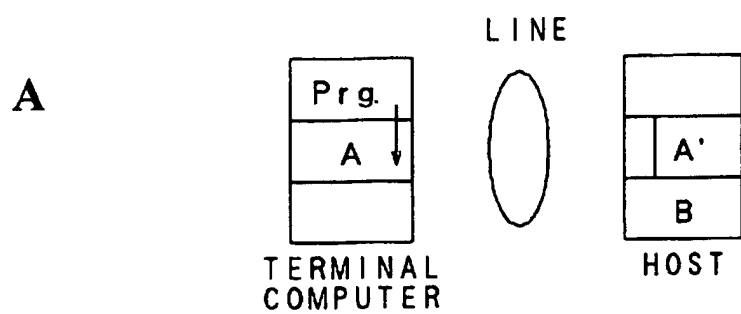 LINE
A
Prg.
A
A'
B
TERMINAL
COMPUTER
HOST